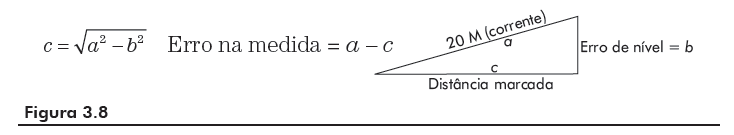 c = √a² – b²
Erro na medida = a – c
20 M (corrente)
a
Erro de nível = b
c
Distância marcada
Figura 3.8